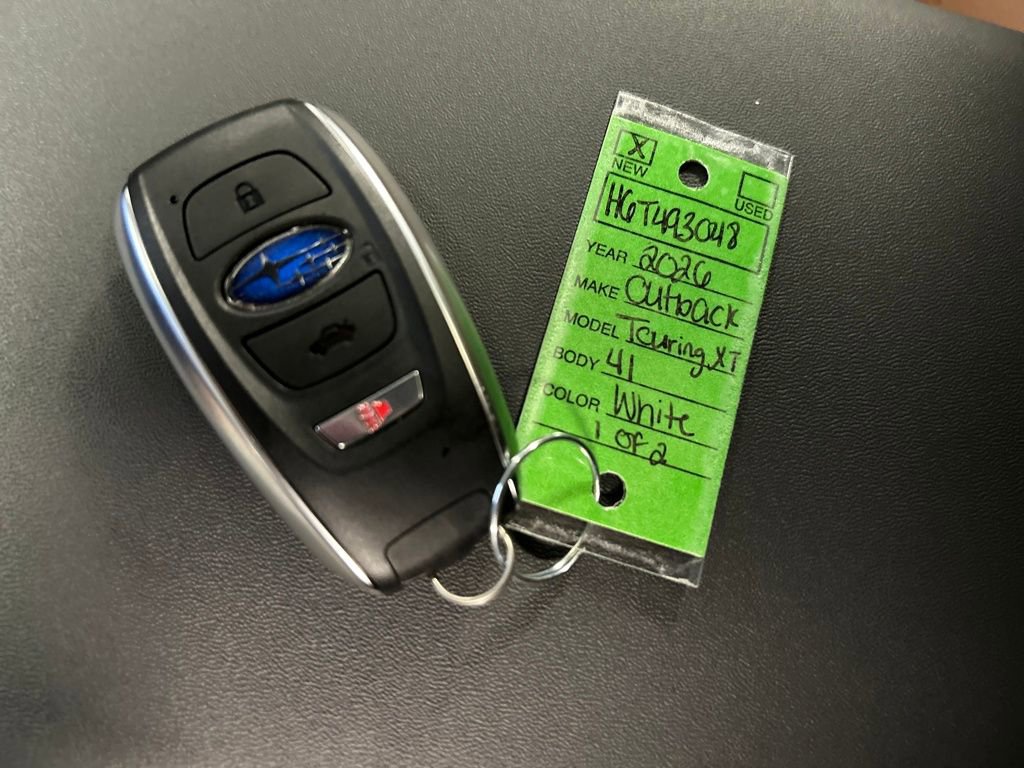 X
NEW
USED
H6T493048
YEAR 2026
MAKE Outback
MODEL Touring XT
BODY 41
COLOR White
1 OF 2